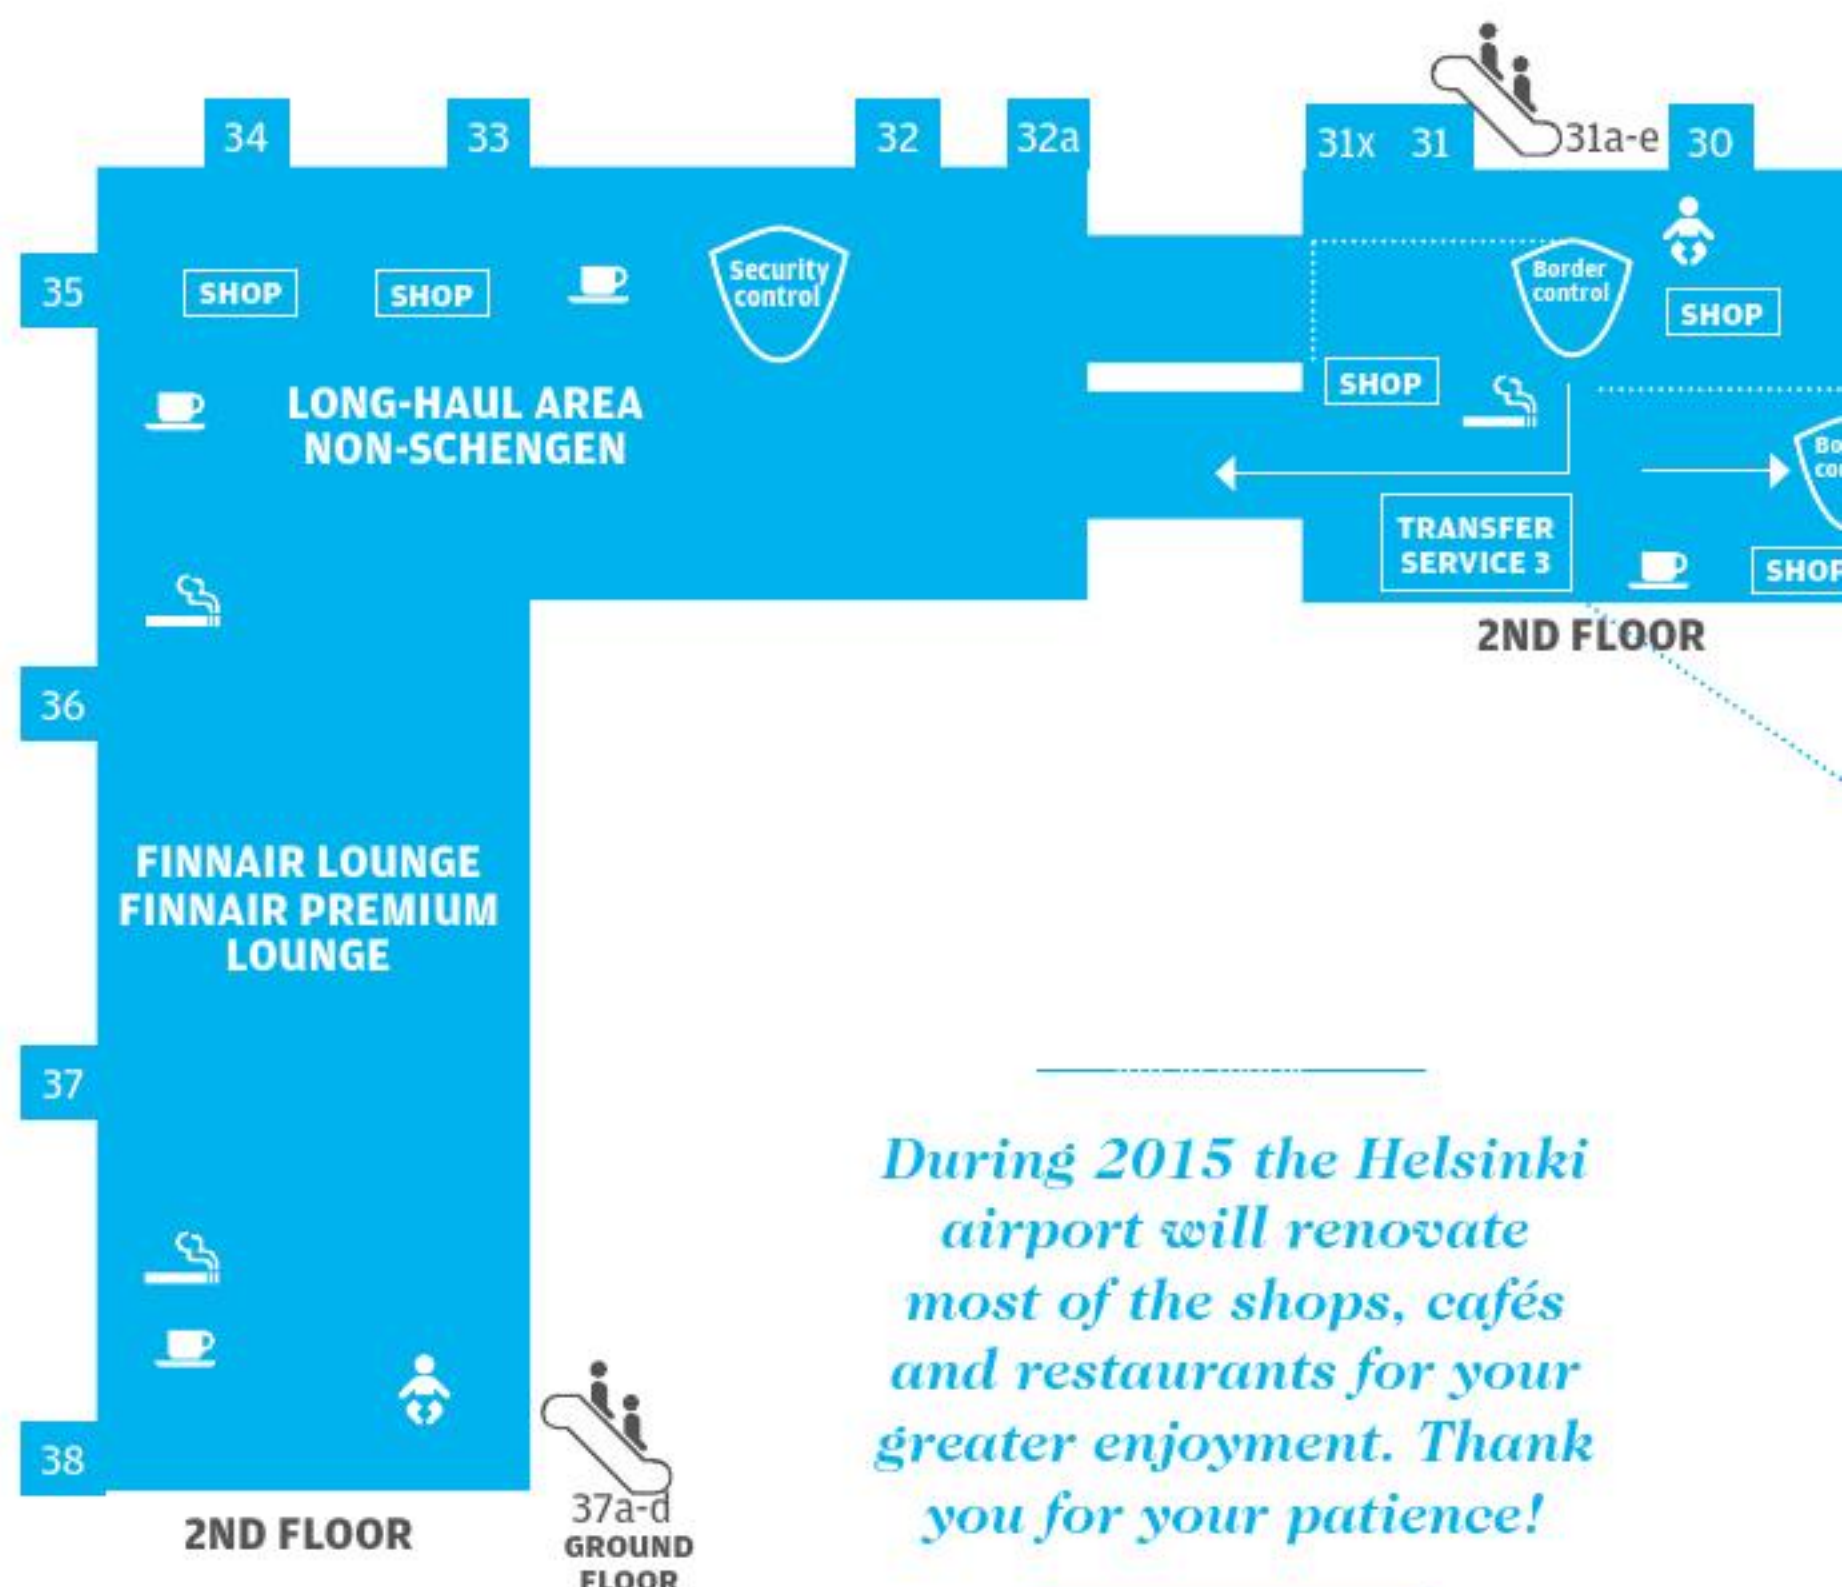 34
33
32
32a
31x
31
31a-e
30
35
SHOP
SHOP
Security
control
Border
control
SHOP
SHOP
LONG-HAUL AREA
NON-SCHENGEN
TRANSFER
SERVICE 3
SHOP
2ND FLOOR
36
FINNAIR LOUNGE
FINNAIR PREMIUM
LOUNGE
37
38
2ND FLOOR
37a-d
GROUND
FLOOR
During 2015 the Helsinki
airport will renovate
most of the shops, cafés
and restaurants for your
greater enjoyment. Thank
you for your patience!